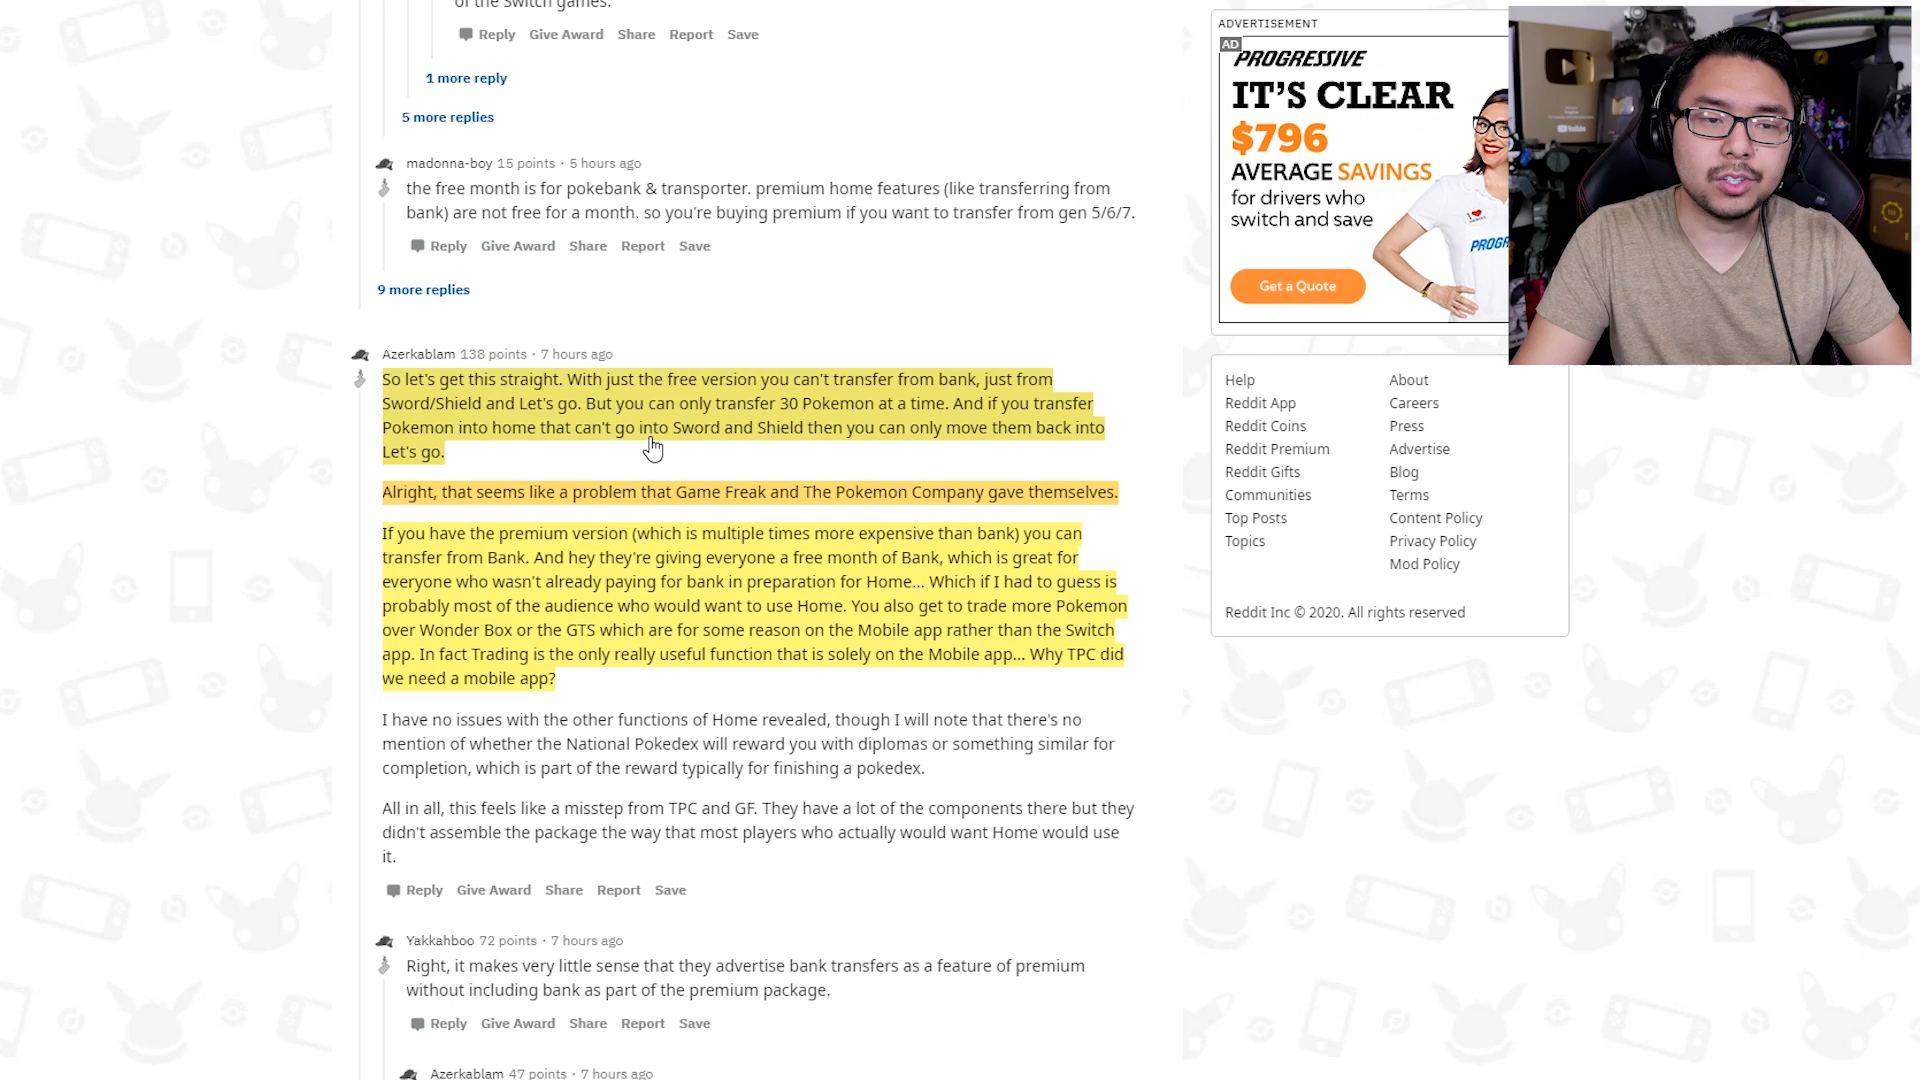 of the Switch games.
Reply Give Award Share Report Save
1 more reply
5 more replies
madonna-boy 15 points · 5 hours ago
the free month is for pokebank & transporter. premium home features (like transferring from
bank) are not free for a month. so you're buying premium if you want to transfer from gen 5/6/7.
Reply Give Award Share Report Save
9 more replies
Azerkablam 138 points · 7 hours ago
So let's get this straight. With just the free version you can't transfer from bank, just from
Sword/Shield and Let's go. But you can only transfer 30 Pokemon at a time. And if you transfer
Pokemon into home that can't go into Sword and Shield then you can only move them back into
Let's go.
Alright, that seems like a problem that Game Freak and The Pokemon Company gave themselves.
If you have the premium version (which is multiple times more expensive than bank) you can
transfer from Bank. And hey they're giving everyone a free month of Bank, which is great for
everyone who wasn't already paying for bank in preparation for Home... Which if I had to guess is
probably most of the audience who would want to use Home. You also get to trade more Pokemon
over Wonder Box or the GTS which are for some reason on the Mobile app rather than the Switch
app. In fact Trading is the only really useful function that is solely on the Mobile app... Why TPC did
we need a mobile app?
I have no issues with the other functions of Home revealed, though I will note that there's no
mention of whether the National Pokedex will reward you with diplomas or something similar for
completion, which is part of the reward typically for finishing a pokedex.
All in all, this feels like a misstep from TPC and GF. They have a lot of the components there but they
didn't assemble the package the way that most players who actually would want Home would use
it.
Reply Give Award Share Report Save
Yakkahboo 72 points · 7 hours ago
Right, it makes very little sense that they advertise bank transfers as a feature of premium
without including bank as part of the premium package.
Reply Give Award Share Report Save
Azerkablam 47 points · 7 hours ago
ADVERTISEMENT
AD
PROGRESSIVE
IT'S CLEAR
$796
AVERAGE SAVINGS
for drivers who
switch and save
I
PROGR
Get a Quote
YouTube
Help About
Reddit App Careers
Reddit Coins Press
Reddit Premium Advertise
Reddit Gifts Blog
Communities Terms
Top Posts Content Policy
Topics Privacy Policy
Mod Policy
Reddit Inc © 2020. All rights reserved